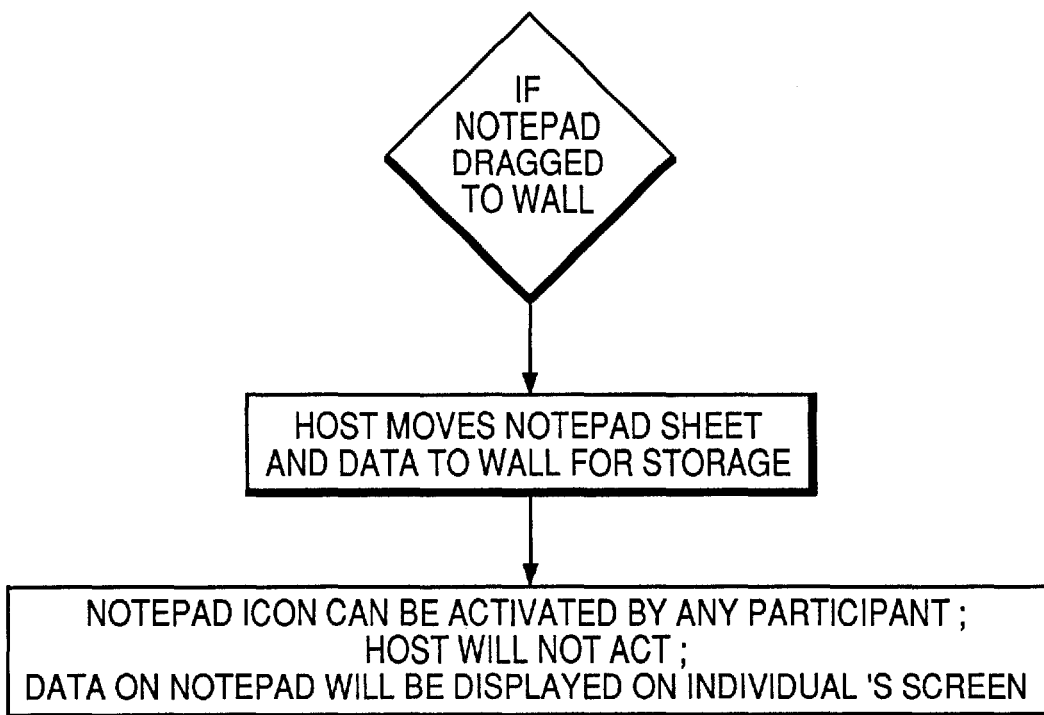 IF
NOTEPAD
DRAGGED
TO WALL
HOST MOVES NOTEPAD SHEET
AND DATA TO WALL FOR STORAGE
NOTEPAD ICON CAN BE ACTIVATED BY ANY PARTICIPANT ;
HOST WILL NOT ACT ;
DATA ON NOTEPAD WILL BE DISPLAYED ON INDIVIDUAL 'S SCREEN